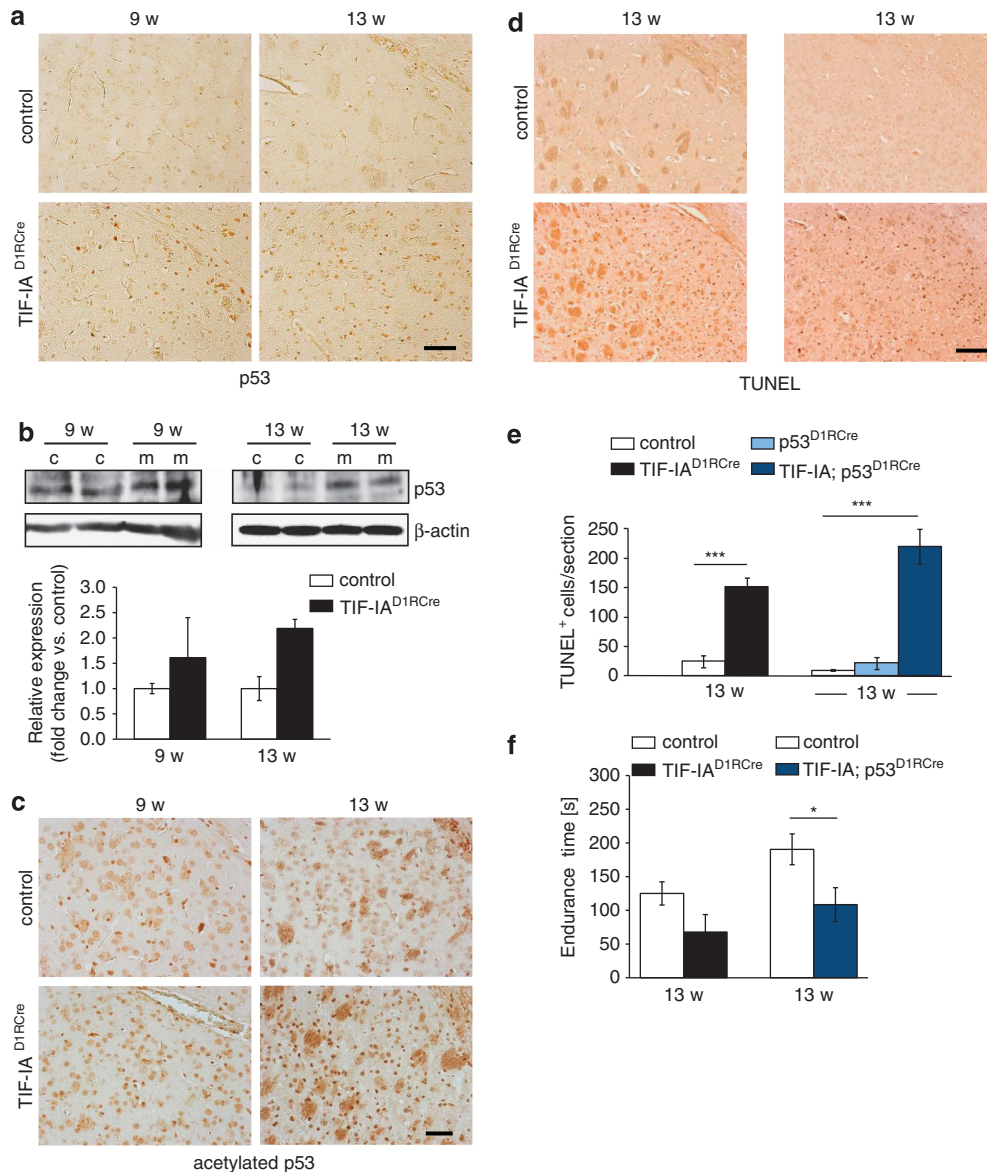 a
9 w 13 w
control
TIF-IA D1RCre
p53
b
9 w 9 w 13 w 13 w
c c m m c c m m
p53
β-actin
control
TIF-IA D1RCre
Relative expression
(fold change vs. control)
3.0
2.5
2.0
1.5
1.0
0.5
0.0
9 w 13 w
c
9 w 13 w
control
TIF-IA D1RCre
acetylated p53
d
13 w 13 w
control
TIF-IA D1RCre
TUNEL
e
control p53 D1RCre
TIF-IA D1RCre TIF-IA; p53 D1RCre
TUNEL+ cells/section
250
200
150
100
50
0
*** ***
13 w 13 w
f
control control
TIF-IA D1RCre TIF-IA; p53 D1RCre
Endurance time [s]
300
250
200
150
100
50
0
*
13 w 13 w